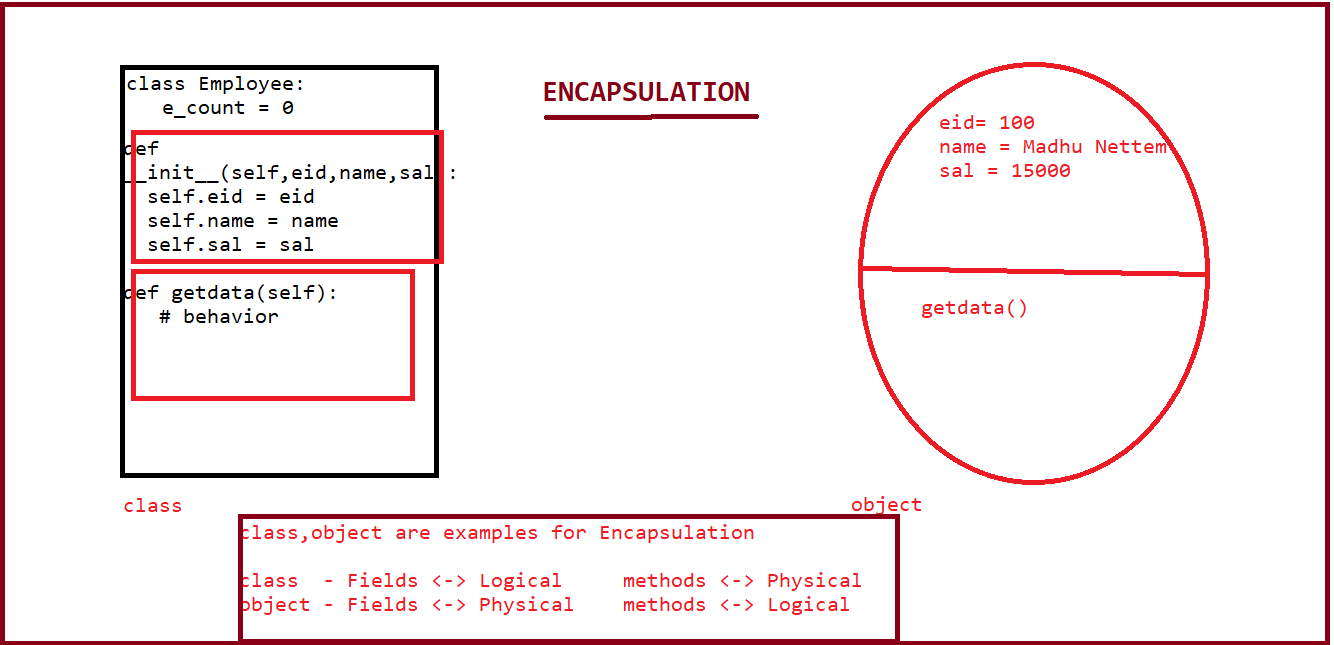 ENCAPSULATION
class Employee:
e_count = 0
def
__init__(self,eid,name,sal):
self.eid = eid
self.name = name
self.sal = sal
def getdata(self):
# behavior
class
eid= 100
name = Madhu Nettem
sal = 15000
getdata()
object
class,object are examples for Encapsulation
class - Fields <-> Logical methods <-> Physical
object - Fields <-> Physical methods <-> Logical